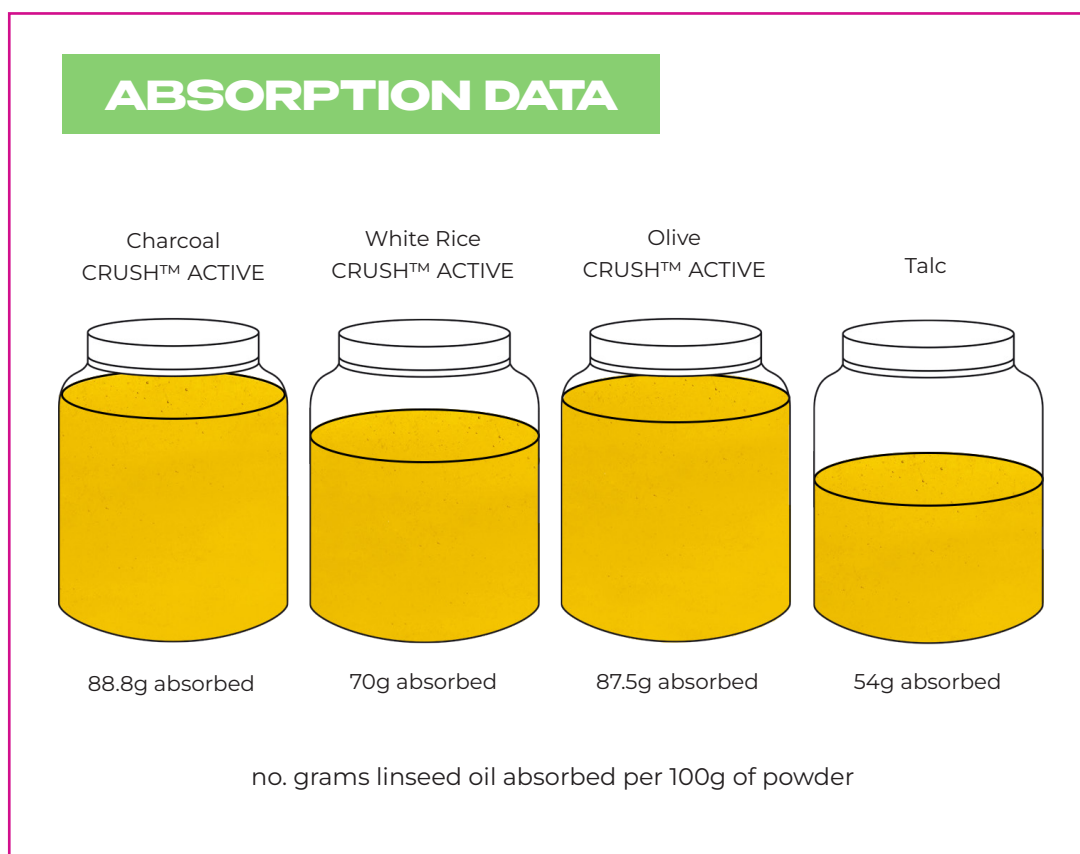 ABSORPTION DATA
Charcoal
CRUSH™ ACTIVE
White Rice
CRUSH™ ACTIVE
Olive
CRUSH™ ACTIVE
Talc
88.8g absorbed
70g absorbed
87.5g absorbed
54g absorbed
no. grams linseed oil absorbed per 100g of powder